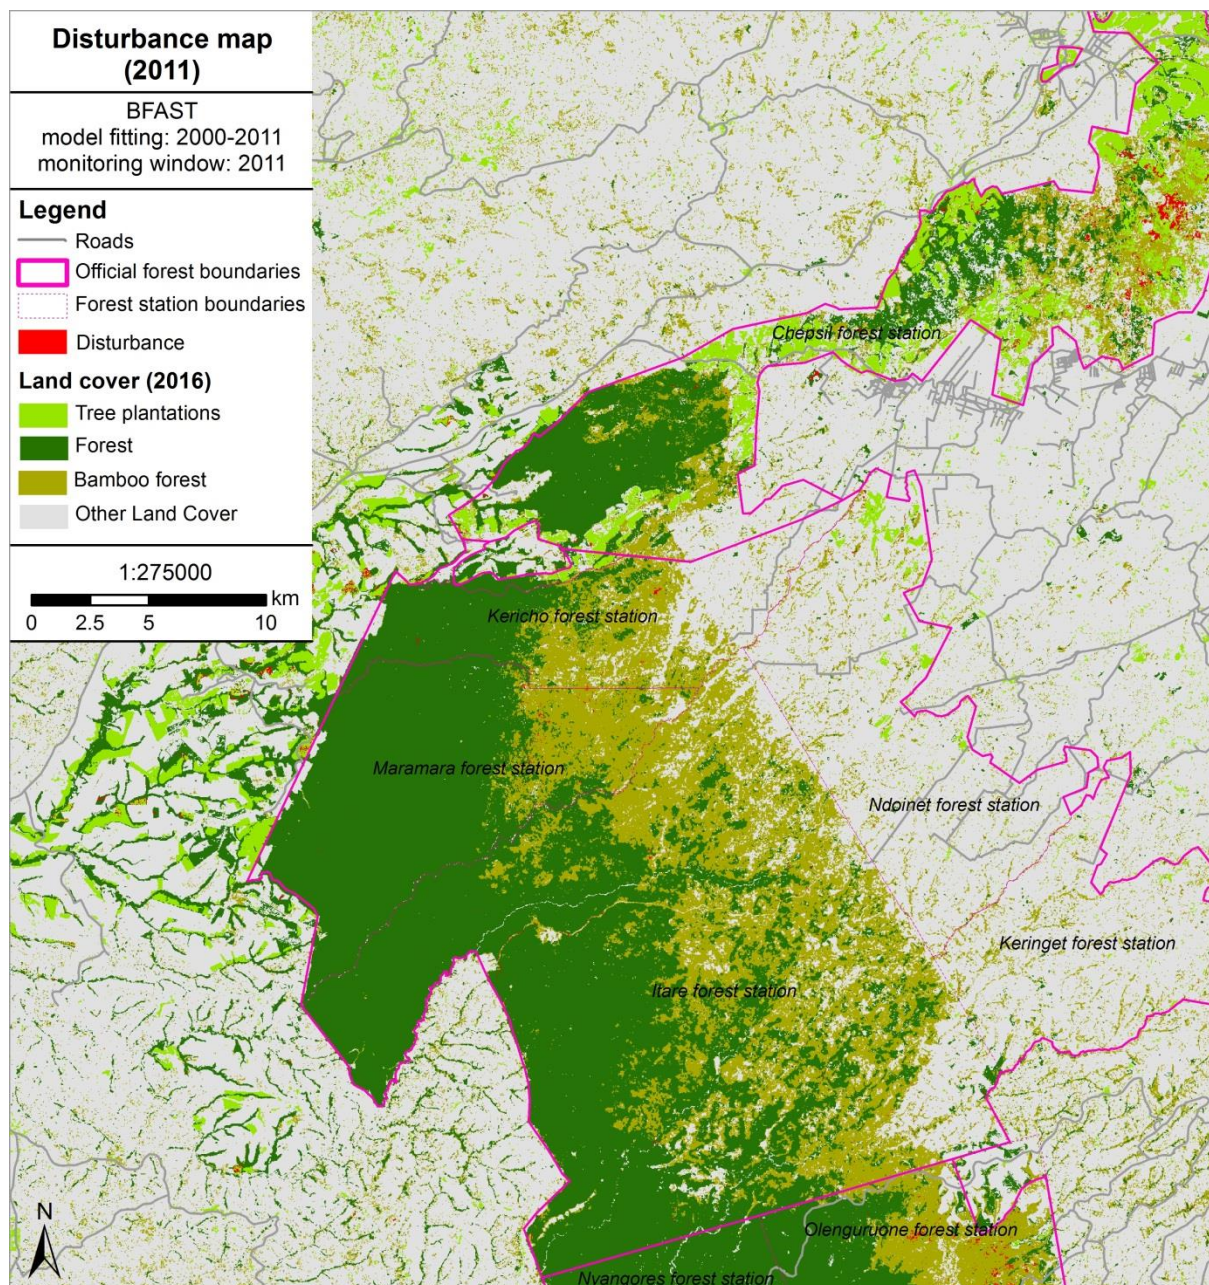 Disturbance map
(2011)
BFAST
model fitting: 2000-2011
monitoring window: 2011
Legend
Roads
Official forest boundaries
Forest station boundaries
Disturbance
Land cover (2016)
Tree plantations
Forest
Bamboo forest
Other Land Cover
1:275000
km
0 2.5 5 10
Chepsil forest station
Kericho forest station
Maramara forest station
Ndoinet forest station
Keringet forest station
Itare forest station
Olenguruone forest station
Nyangores forest station
N